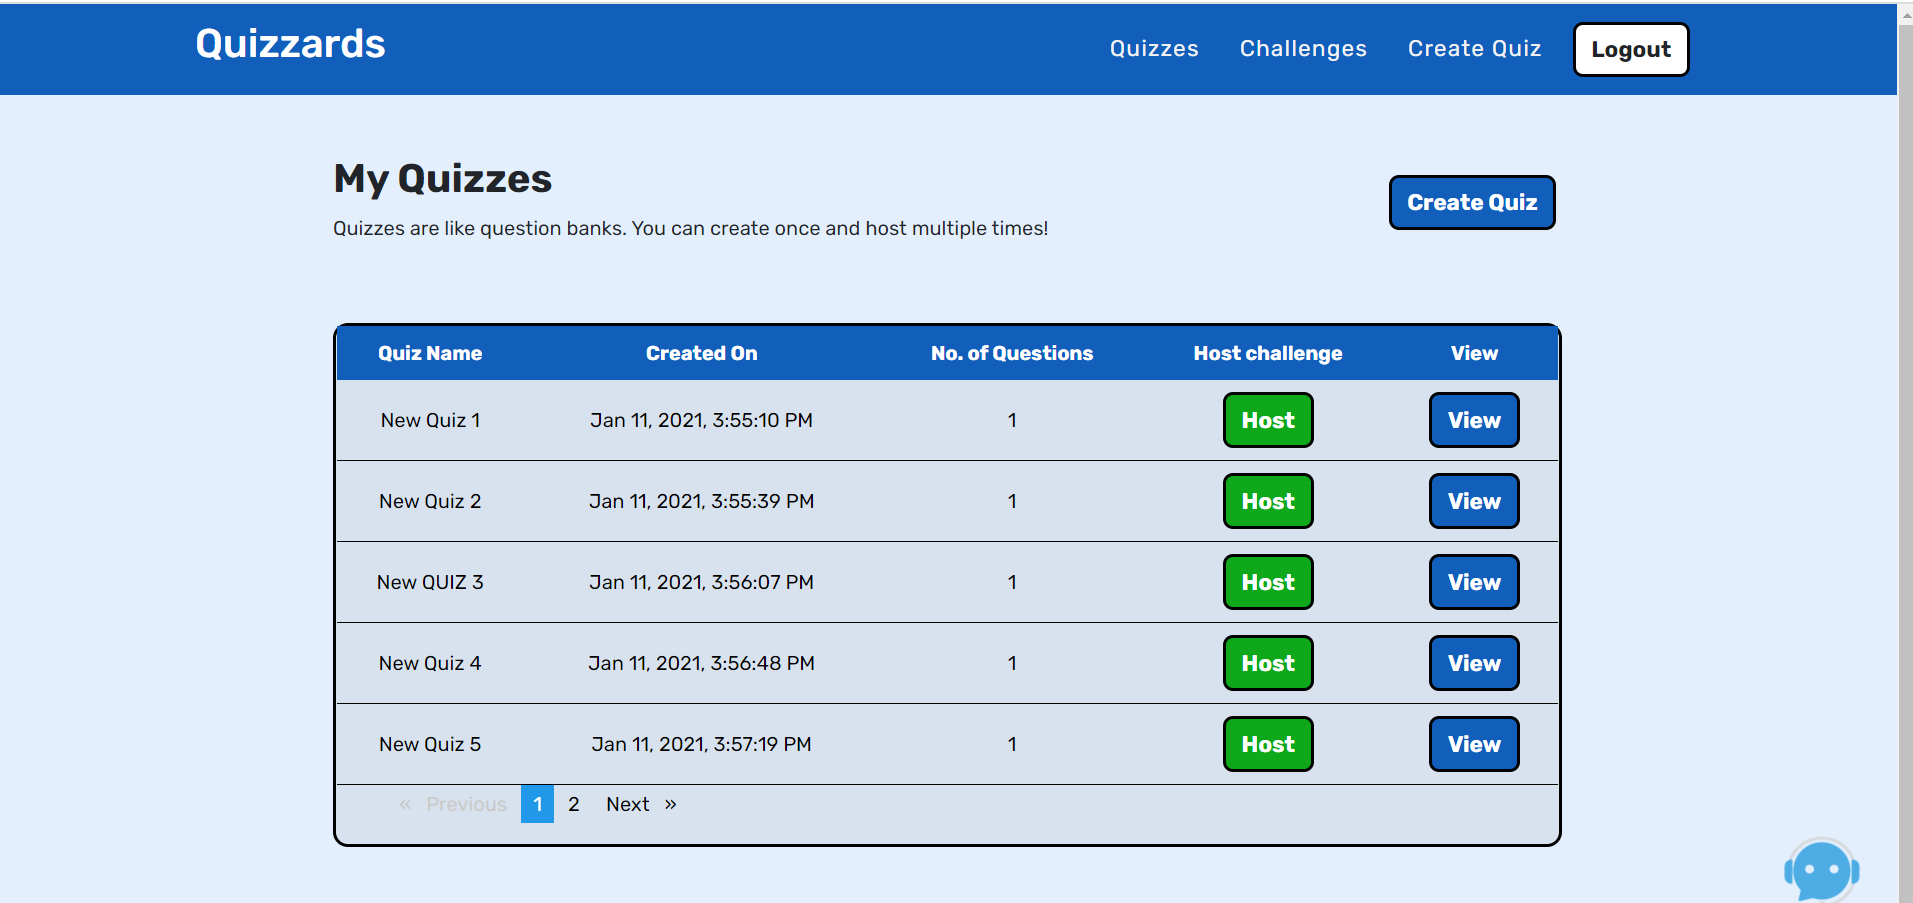 Quizzards Quizzes Challenges Create Quiz Logout
My Quizzes
Create Quiz
Quizzes are like question banks. You can create once and host multiple times!
Quiz Name Created On No. of Questions Host challenge View
New Quiz 1 Jan 11, 2021, 3:55:10 PM 1 Host View
New Quiz 2 Jan 11, 2021, 3:55:39 PM 1 Host View
New QUIZ 3 Jan 11, 2021, 3:56:07 PM 1 Host View
New Quiz 4 Jan 11, 2021, 3:56:48 PM 1 Host View
New Quiz 5 Jan 11, 2021, 3:57:19 PM 1 Host View
« Previous 1 2 Next »